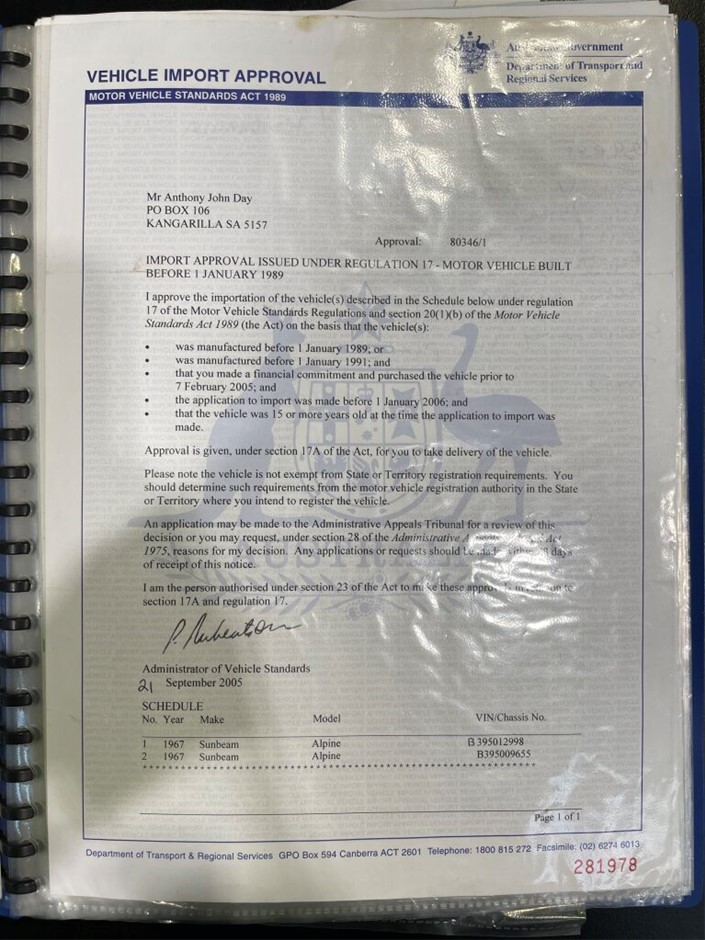 Government
Department of Transport and
Regional Services
VEHICLE IMPORT APPROVAL
MOTOR VEHICLE STANDARDS ACT 1989
Mr Anthony John Day
PO BOX 106
KANGARILLA SA 5157
Approval: 80346/1
IMPORT APPROVAL ISSUED UNDER REGULATION 17 - MOTOR VEHICLE BUILT
BEFORE 1 JANUARY 1989
I approve the importation of the vehicle(s) described in the Schedule below under regulation
17 of the Motor Vehicle Standards Regulations and section 20(1)(b) of the Motor Vehicle
Standards Act 1989 (the Act) on the basis that the vehicle(s):
• was manufactured before 1 January 1989; or
• was manufactured before 1 January 1991; and
• that you made a financial commitment and purchased the vehicle prior to
7 February 2005; and
• the application to import was made before 1 January 2006; and
• that the vehicle was 15 or more years old at the time the application to import was
made.
Approval is given, under section 17A of the Act, for you to take delivery of the vehicle.
Please note the vehicle is not exempt from State or Territory registration requirements. You
should determine such requirements from the motor vehicle registration authority in the State
or Territory where you intend to register the vehicle.
An application may be made to the Administrative Appeals Tribunal for a review of this
decision or you may request, under section 28 of the Administrative Act
1975, reasons for my decision. Any applications or requests should be made within days
of receipt of this notice.
I am the person authorised under section 23 of the Act to make these to
section 17A and regulation 17.
Administrator of Vehicle Standards
21 September 2005
SCHEDULE
No. Year Make Model VIN/Chassis No.
1 1967 Sunbeam Alpine B395012998
2 1967 Sunbeam Alpine B395009655
Page 1 of 1
Department of Transport & Regional Services GPO Box 594 Canberra ACT 2601 Telephone: 1800 815 272 Facsimile: (02) 6274 6013
281978